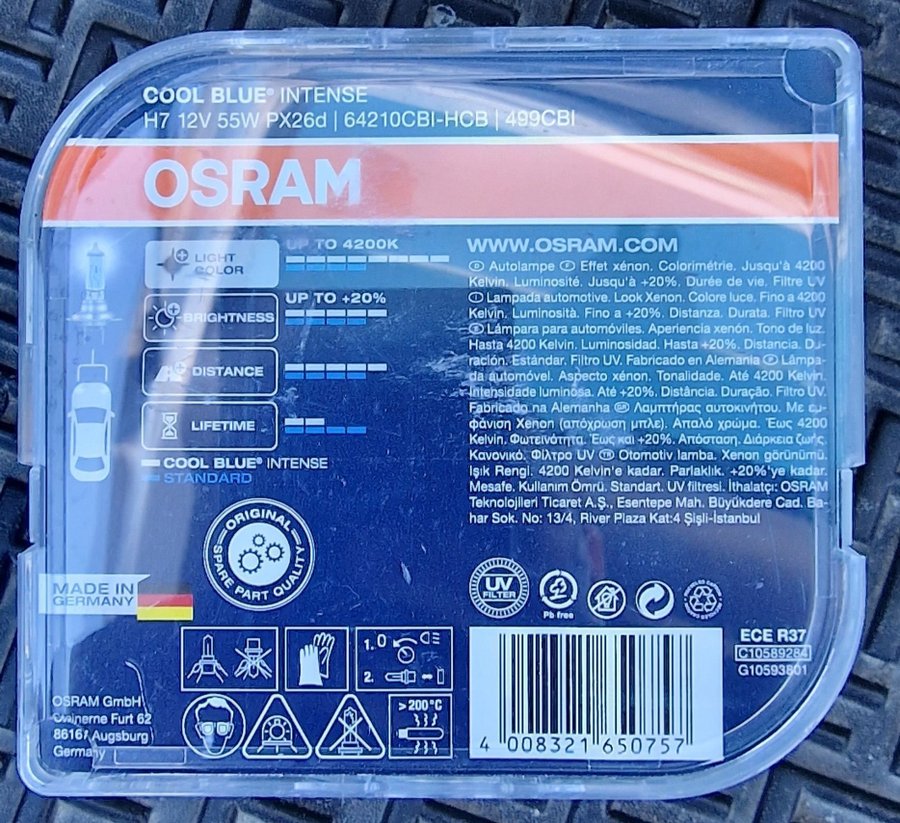 COOL BLUE® INTENSE
H7 12V 55W PX26d | 64210CBI-HCB | 499CBI
OSRAM
LIGHT COLOR
UP TO 4200K
BRIGHTNESS
UP TO +20%
DISTANCE
LIFETIME
COOL BLUE® INTENSE
STANDARD
WWW.OSRAM.COM
Ⓓ Autolampe Ⓕ Effet xénon. Colorimétrie. Jusqu'à 4200
Kelvin. Luminosité. Jusqu'à +20%. Durée de vie. Filtre UV
Ⓘ Lampada automotive. Look Xenon. Colore luce. Fino a 4200
Kelvin. Luminosità. Fino a +20%. Distanza. Durata. Filtro UV
Ⓔ Lámpara para automóviles. Aperiencia xenón. Tono de luz.
Hasta 4200 Kelvin. Luminosidad. Hasta +20%. Distancia. Du-
ración. Estándar. Filtro UV. Fabricado en Alemania Ⓟ Lâmpa-
da automóvel. Aspecto xénon. Tonalidade. Até 4200 Kelvin.
Intensidade luminosa. Até +20%. Distância. Duração. Filtro UV.
Fabricado na Alemanha GR Λαμπτήρας αυτοκινήτου. Με εμ-
φάνιση Xenon (απόχρωση μπλε). Απαλό χρώμα. Έως 4200
Kelvin. Φωτεινότητα. Έως και +20%. Απόσταση. Διάρκεια ζωής.
Κανονικό. Φίλτρο UV TR Otomotiv lamba. Xenon görünümü.
Işık Rengi. 4200 Kelvin'e kadar. Parlaklık. +20%'ye kadar.
Mesafe. Kullanım Ömrü. Standart. UV filtresi. İthalatçı: OSRAM
Teknolojileri Ticaret A.Ş., Esentepe Mah. Büyükdere Cad. Ba-
har Sok. No: 13/4, River Plaza Kat:4 Şişli-İstanbul
ORIGINAL
SPARE PART QUALITY
MADE IN
GERMANY
UV
FILTER
Pb free
ECE R37
C10589284
G10593801
1. 0
2.
>200°C
OSRAM GmbH
Furt 62
Augsburg
Germany
4 008321 650757